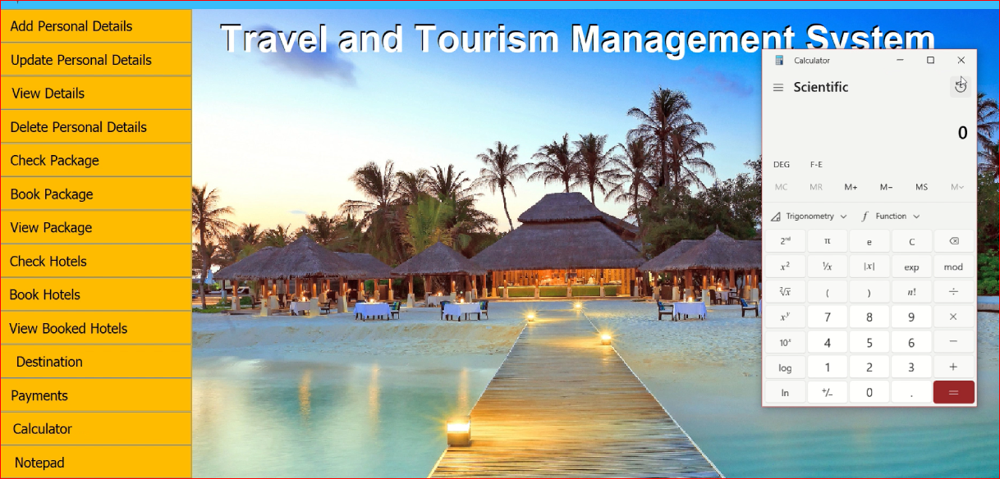 Travel and Tourism Management System
Add Personal Details
Update Personal Details
View Details
Delete Personal Details
Check Package
Book Package
View Package
Check Hotels
Book Hotels
View Booked Hotels
Destination
Payments
Calculator
Notepad
Calculator
Scientific
0
DEG F-E
MC MR M+ M− MS M˅
Trigonometry Function
2ⁿᵈ π e C
x² ¹⁄x |x| exp mod
²√x ( ) n! ÷
xʸ 7 8 9 ×
10ˣ 4 5 6 −
log 1 2 3 +
ln +/− 0 . =